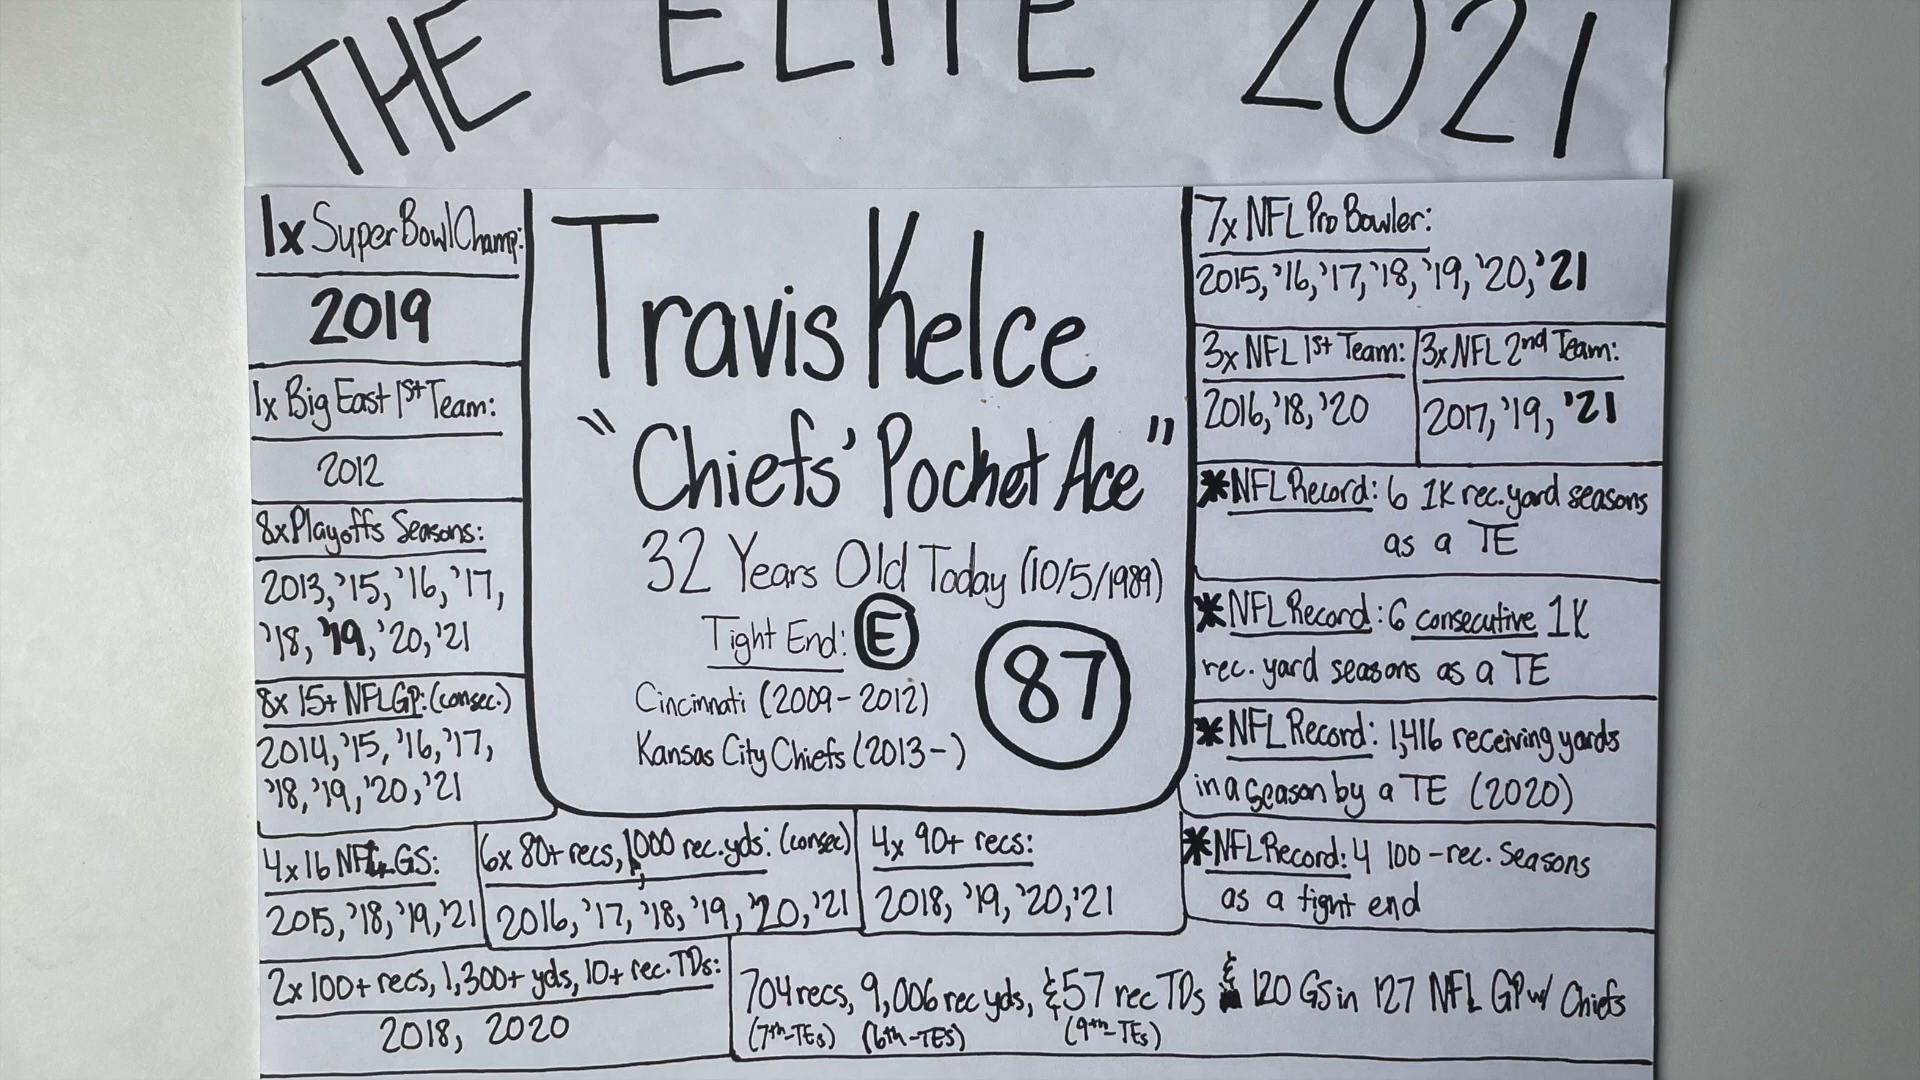 THE ELITE 2021
1x Super Bowl Champ:
2019
1x Big East 1st Team:
2012
8x Playoffs Seasons:
2013, '15, '16, '17,
'18, '19, '20, '21
8x 15+ NFL GP: (consec.)
2014, '15, '16, '17,
'18, '19, '20, '21
4x 16 NFL GS:
2015, '18, '19, '21
Travis Kelce
"Chiefs' Pocket Ace"
32 Years Old Today (10/5/1989)
Tight End: E
87
Cincinnati (2009-2012)
Kansas City Chiefs (2013-)
6x 80+ recs, 1,000 rec. yds: (consec)
2016, '17, '18, '19, '20, '21
4x 90+ recs:
2018, '19, '20, '21
7x NFL Pro Bowler:
2015, '16, '17, '18, '19, '20, '21
3x NFL 1st Team:
2016, '18, '20
3x NFL 2nd Team:
2017, '19, '21
*NFL Record: 6 1K rec. yard seasons
as a TE
*NFL Record: 6 consecutive 1K
rec. yard seasons as a TE
*NFL Record: 1,416 receiving yards
in a season by a TE (2020)
*NFL Record: 4 100-rec. Seasons
as a tight end
2x 100+ recs, 1,300+ yds, 10+ rec. TDs:
2018, 2020
704 recs, 9,006 rec yds, & 57 rec TDs & 120 GS in 127 NFL GP w/ Chiefs
(7th-TEs) (6th-TES) (9th-TEs)